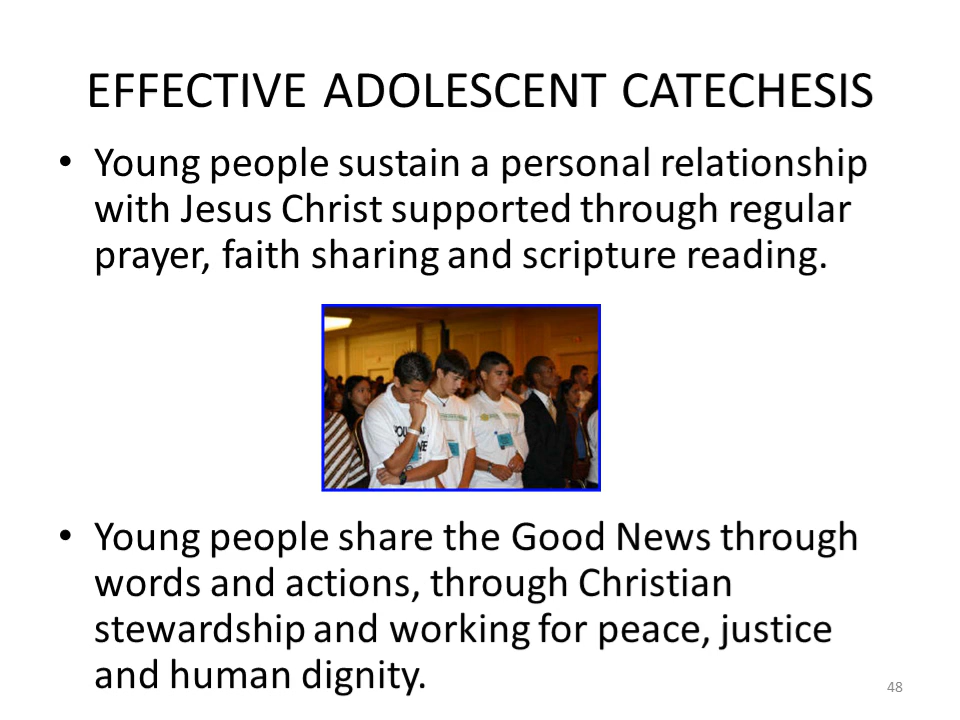 EFFECTIVE ADOLESCENT CATECHESIS
• Young people sustain a personal relationship
with Jesus Christ supported through regular
prayer, faith sharing and scripture reading.
• Young people share the Good News through
words and actions, through Christian
stewardship and working for peace, justice
and human dignity.
48